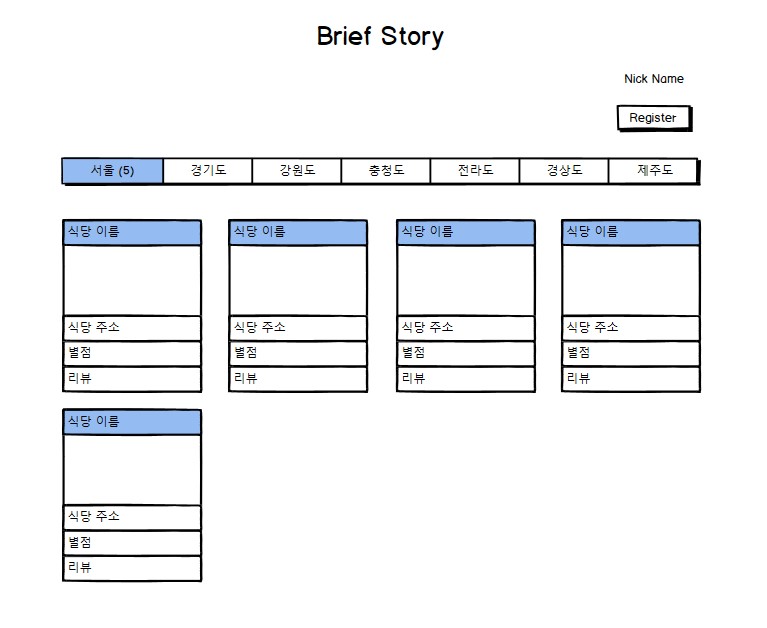 Brief Story
Nick Name
Register
서울 (5) 경기도 강원도 충청도 전라도 경상도 제주도
식당 이름 식당 이름 식당 이름 식당 이름
식당 주소 식당 주소 식당 주소 식당 주소
별점 별점 별점 별점
리뷰 리뷰 리뷰 리뷰
식당 이름
식당 주소
별점
리뷰